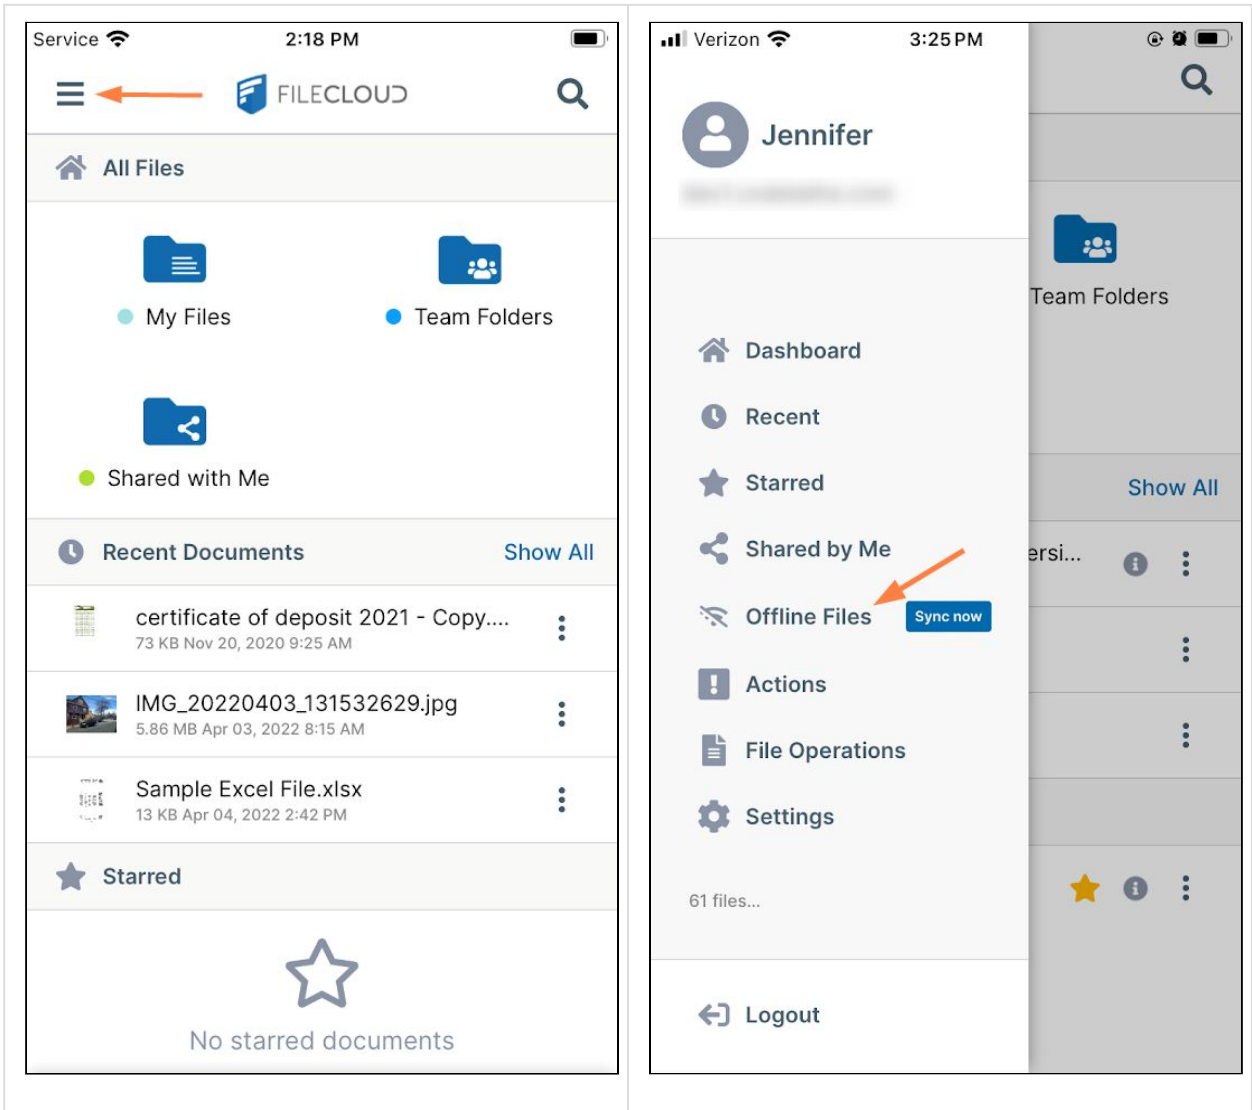 Service
2:18 PM
FILECLOUD
All Files
My Files
Team Folders
Shared with Me
Recent Documents
Show All
certificate of deposit 2021 - Copy....
73 KB Nov 20, 2020 9:25 AM
IMG_20220403_131532629.jpg
5.86 MB Apr 03, 2022 8:15 AM
Sample Excel File.xlsx
13 KB Apr 04, 2022 2:42 PM
Starred
No starred documents
Verizon
3:25 PM
Jennifer
Dashboard
Recent
Starred
Shared by Me
Offline Files
Sync now
Actions
File Operations
Settings
61 files...
Logout
Team Folders
Show All
ersi...